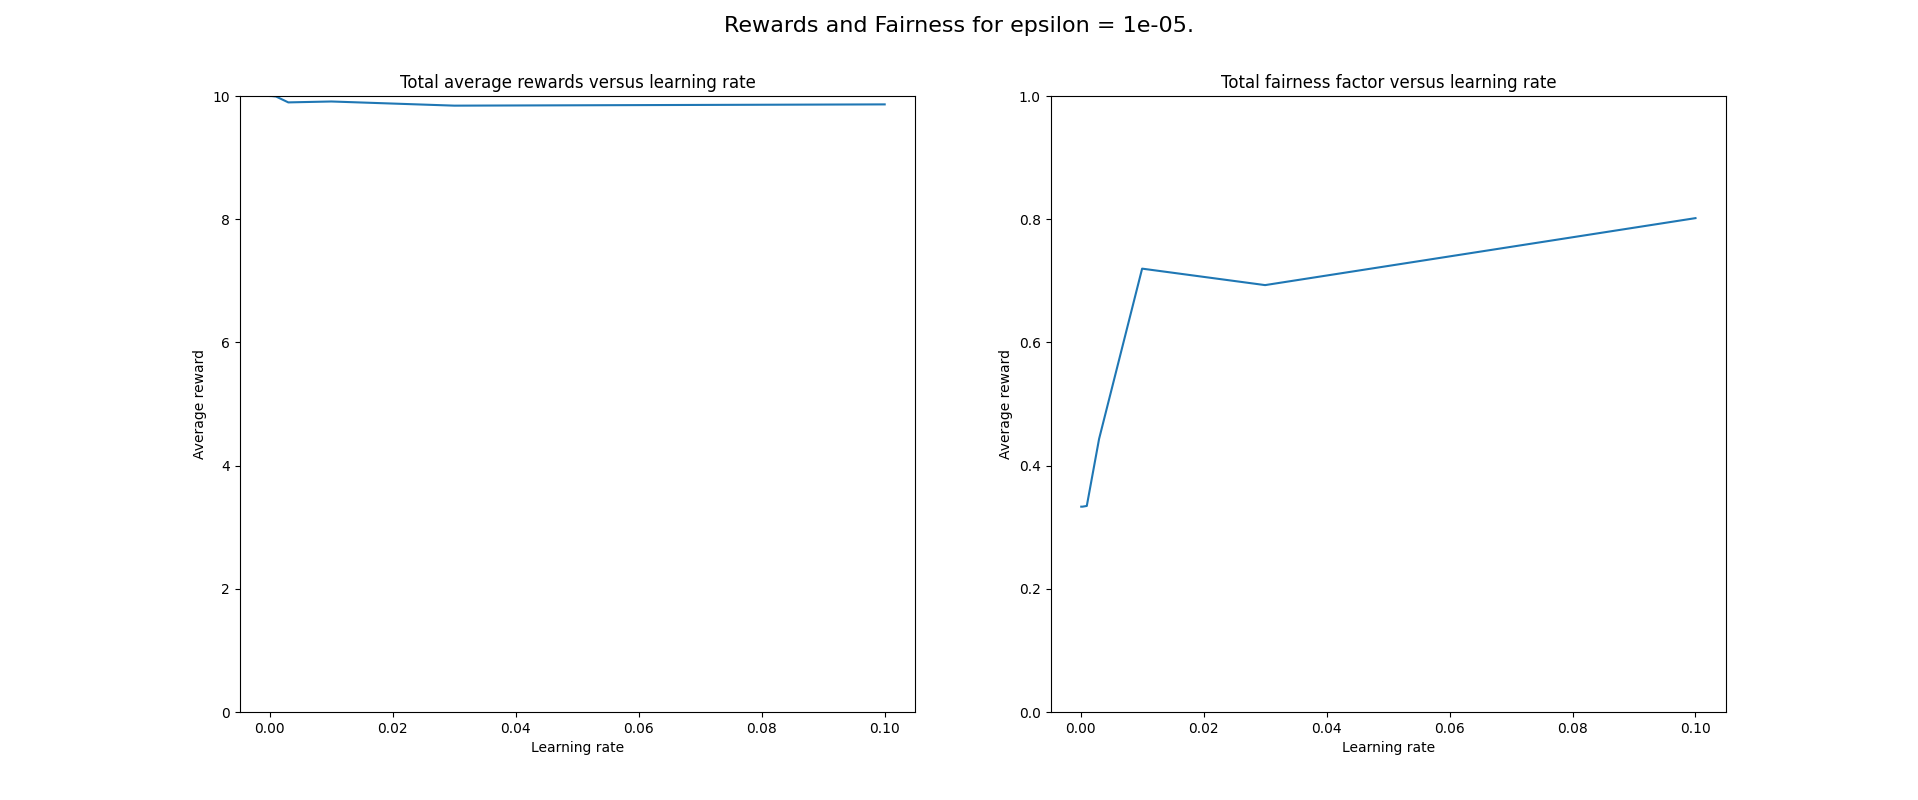 Rewards and Fairness for epsilon = 1e-05.
Total average rewards versus learning rate
10
8
6
4
2
0
Average reward
0.00 0.02 0.04 0.06 0.08 0.10
Learning rate
Total fairness factor versus learning rate
1.0
0.8
0.6
0.4
0.2
0.0
Average reward
0.00 0.02 0.04 0.06 0.08 0.10
Learning rate